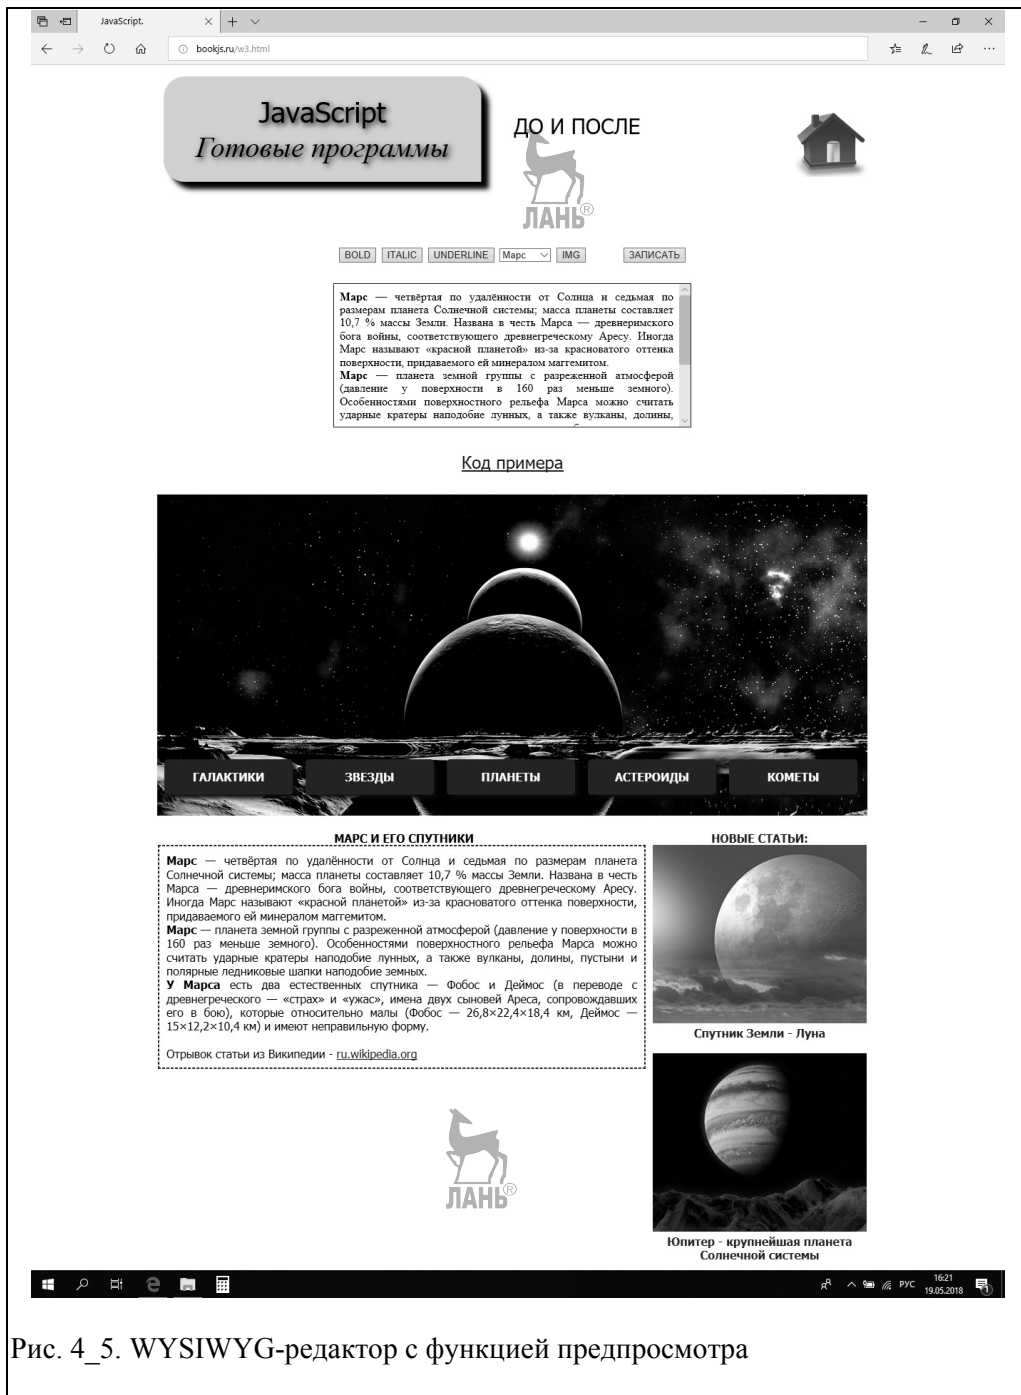 JavaScript.
bookjs.ru/w3.html
JavaScript
Готовые программы
ДО И ПОСЛЕ
ЛАНЬ®
BOLD ITALIC UNDERLINE Марс IMG ЗАПИСАТЬ
Марс — четвёртая по удалённости от Солнца и седьмая по
размерам планета Солнечной системы; масса планеты составляет
10,7 % массы Земли. Названа в честь Марса — древнеримского
бога войны, соответствующего древнегреческому Аресу. Иногда
Марс называют «красной планетой» из-за красноватого оттенка
поверхности, придаваемого ей минералом маггемитом.
Марс — планета земной группы с разреженной атмосферой
(давление у поверхности в 160 раз меньше земного).
Особенностями поверхностного рельефа Марса можно считать
ударные кратеры наподобие лунных, а также вулканы, долины,
Код примера
ГАЛАКТИКИ ЗВЕЗДЫ ПЛАНЕТЫ АСТЕРОИДЫ КОМЕТЫ
МАРС И ЕГО СПУТНИКИ
Марс — четвёртая по удалённости от Солнца и седьмая по размерам планета
Солнечной системы; масса планеты составляет 10,7 % массы Земли. Названа в честь
Марса — древнеримского бога войны, соответствующего древнегреческому Аресу.
Иногда Марс называют «красной планетой» из-за красноватого оттенка поверхности,
придаваемого ей минералом маггемитом.
Марс — планета земной группы с разреженной атмосферой (давление у поверхности в
160 раз меньше земного). Особенностями поверхностного рельефа Марса можно
считать ударные кратеры наподобие лунных, а также вулканы, долины, пустыни и
полярные ледниковые шапки наподобие земных.
У Марса есть два естественных спутника — Фобос и Деймос (в переводе с
древнегреческого — «страх» и «ужас», имена двух сыновей Ареса, сопровождавших
его в бою), которые относительно малы (Фобос — 26,8×22,4×18,4 км, Деймос —
15×12,2×10,4 км) и имеют неправильную форму.
Отрывок статьи из Википедии - ru.wikipedia.org
НОВЫЕ СТАТЬИ:
Спутник Земли - Луна
Юпитер - крупнейшая планета
Солнечной системы
ЛАНЬ®
РУС
16:21
19.05.2018
1
Рис. 4_5. WYSIWYG-редактор с функцией предпросмотра